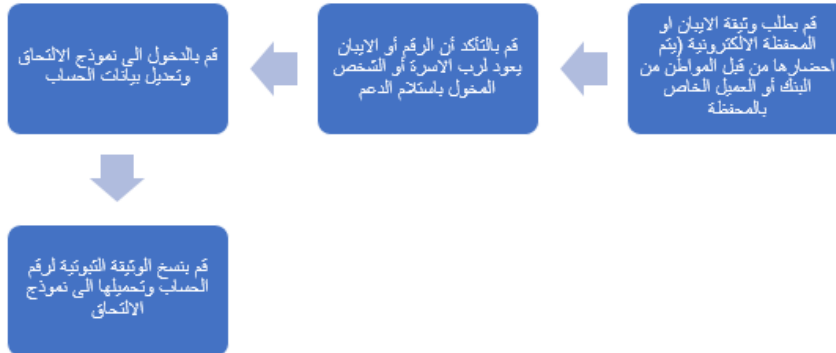 قم بطلب وثيقة الايبان او
المحفظة الالكترونية (يتم
احضارها من قبل المواطن من
البنك أو العميل الخاص
بالمحفظة
قم بالتأكد أن الرقم أو الايبان
يعود لرب الاسرة أو الشخص
المخول باستلام الدعم
قم بالدخول الى نموذج الالتحاق
وتعديل بيانات الحساب
قم بنسخ الوثيقة الثبوتية لرقم
الحساب وتحميلها الى نموذج
الالتحاق